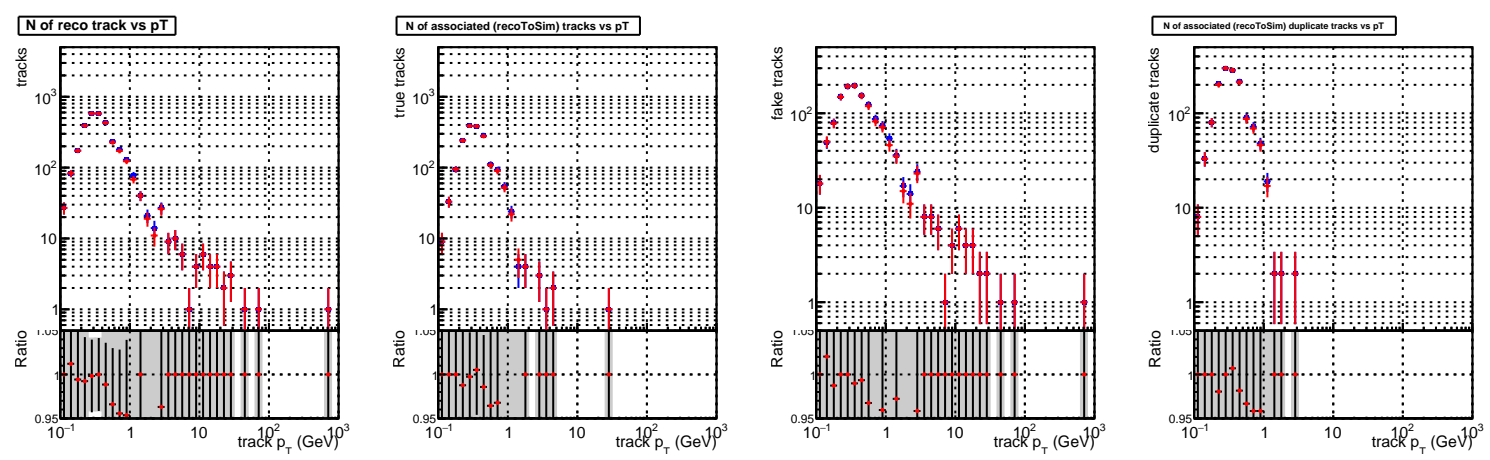 N of reco track vs pT
N of associated (recoToSim) tracks vs pT
N of associated (recoToSim) duplicate tracks vs pT
tracks
10³
10²
10
1
Ratio
1.05
1
0.95
10⁻¹ 1 10 10² 10³
track p_T (GeV)
true tracks
10³
10²
10
1
Ratio
1.05
1
0.95
10⁻¹ 1 10 10² 10³
track p_T (GeV)
fake tracks
10²
10
1
Ratio
1.05
1
0.95
10⁻¹ 1 10 10² 10³
track p_T (GeV)
duplicate tracks
10²
10
1
Ratio
1.05
1
0.95
10⁻¹ 1 10 10² 10³
track p_T (GeV)